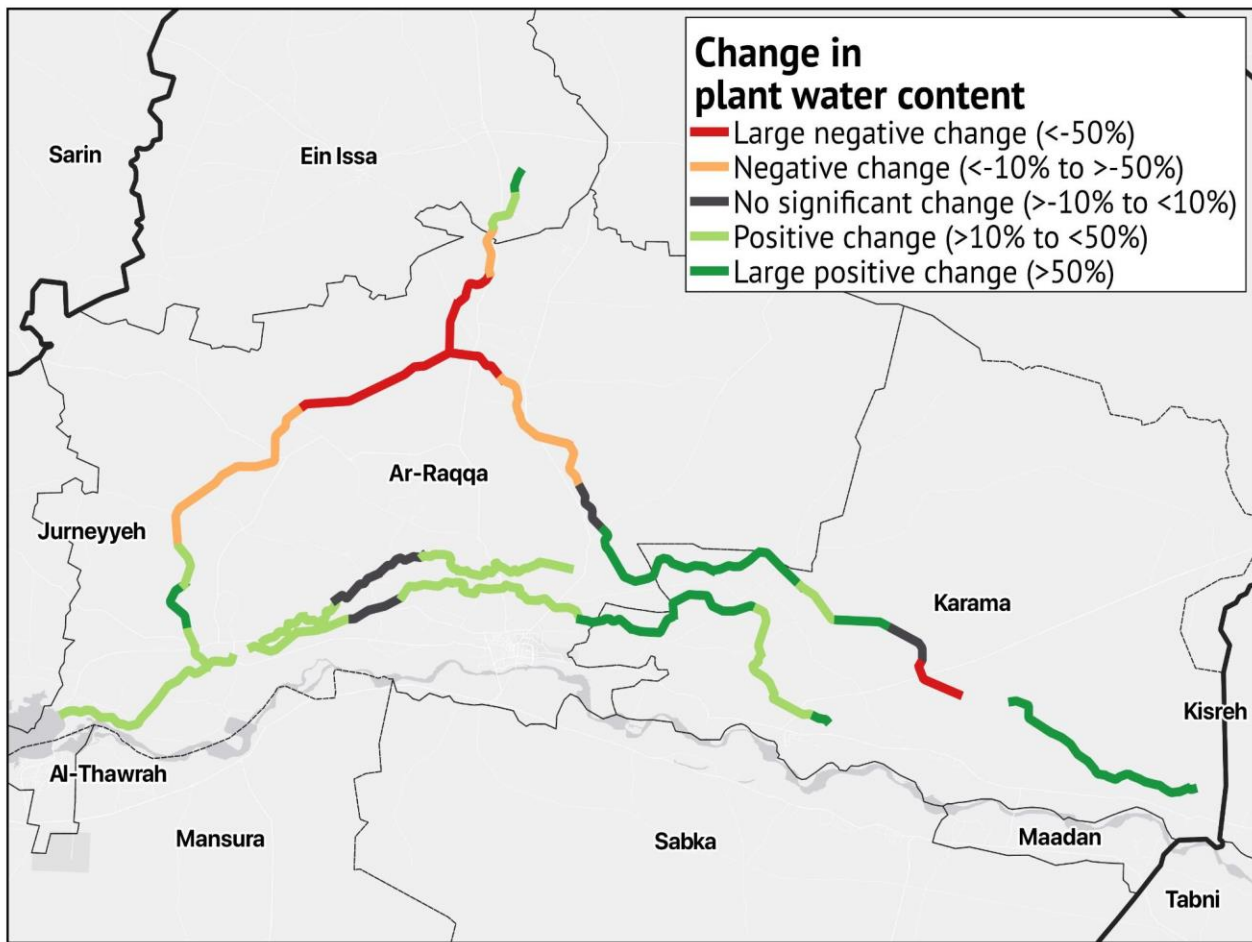 Change in
plant water content
Large negative change (<-50%)
Negative change (<-10% to >-50%)
No significant change (>-10% to <10%)
Positive change (>10% to <50%)
Large positive change (>50%)
Sarin
Ein Issa
Ar-Raqqa
Jurneyyeh
Karama
Kisreh
Al-Thawrah
Mansura
Sabka
Maadan
Tabni